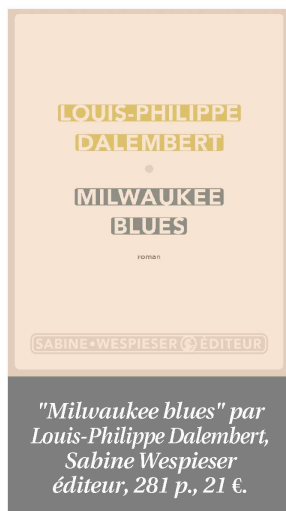 LOUIS-PHILIPPE
DALEMBERT
MILWAUKEE
BLUES
roman
SABINE•WESPIESER S ÉDITEUR
"Milwaukee blues" par
Louis-Philippe Dalembert,
Sabine Wespieser
éditeur, 281 p., 21 €.